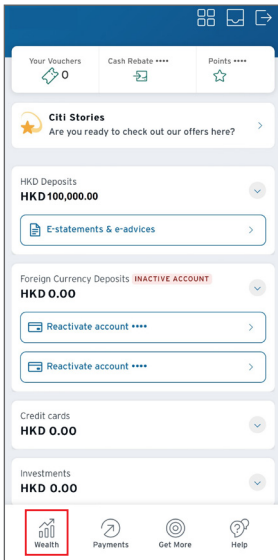 Your Vouchers
0
Cash Rebate ••••
Points ••••
Citi Stories
Are you ready to check out our offers here?
HKD Deposits
HKD 100,000.00
E-statements & e-advices
Foreign Currency Deposits INACTIVE ACCOUNT
HKD 0.00
Reactivate account ••••
Reactivate account ••••
Credit cards
HKD 0.00
Investments
HKD 0.00
Wealth
Payments
Get More
Help